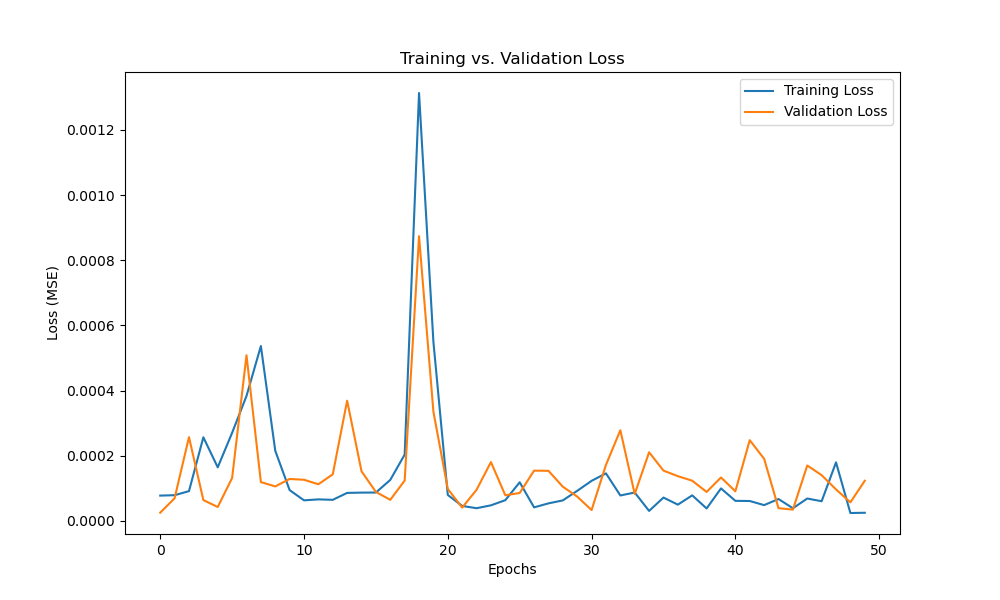 Training vs. Validation Loss
Training Loss
Validation Loss
0.0012
0.0010
0.0008
0.0006
0.0004
0.0002
0.0000
Loss (MSE)
0 10 20 30 40 50
Epochs